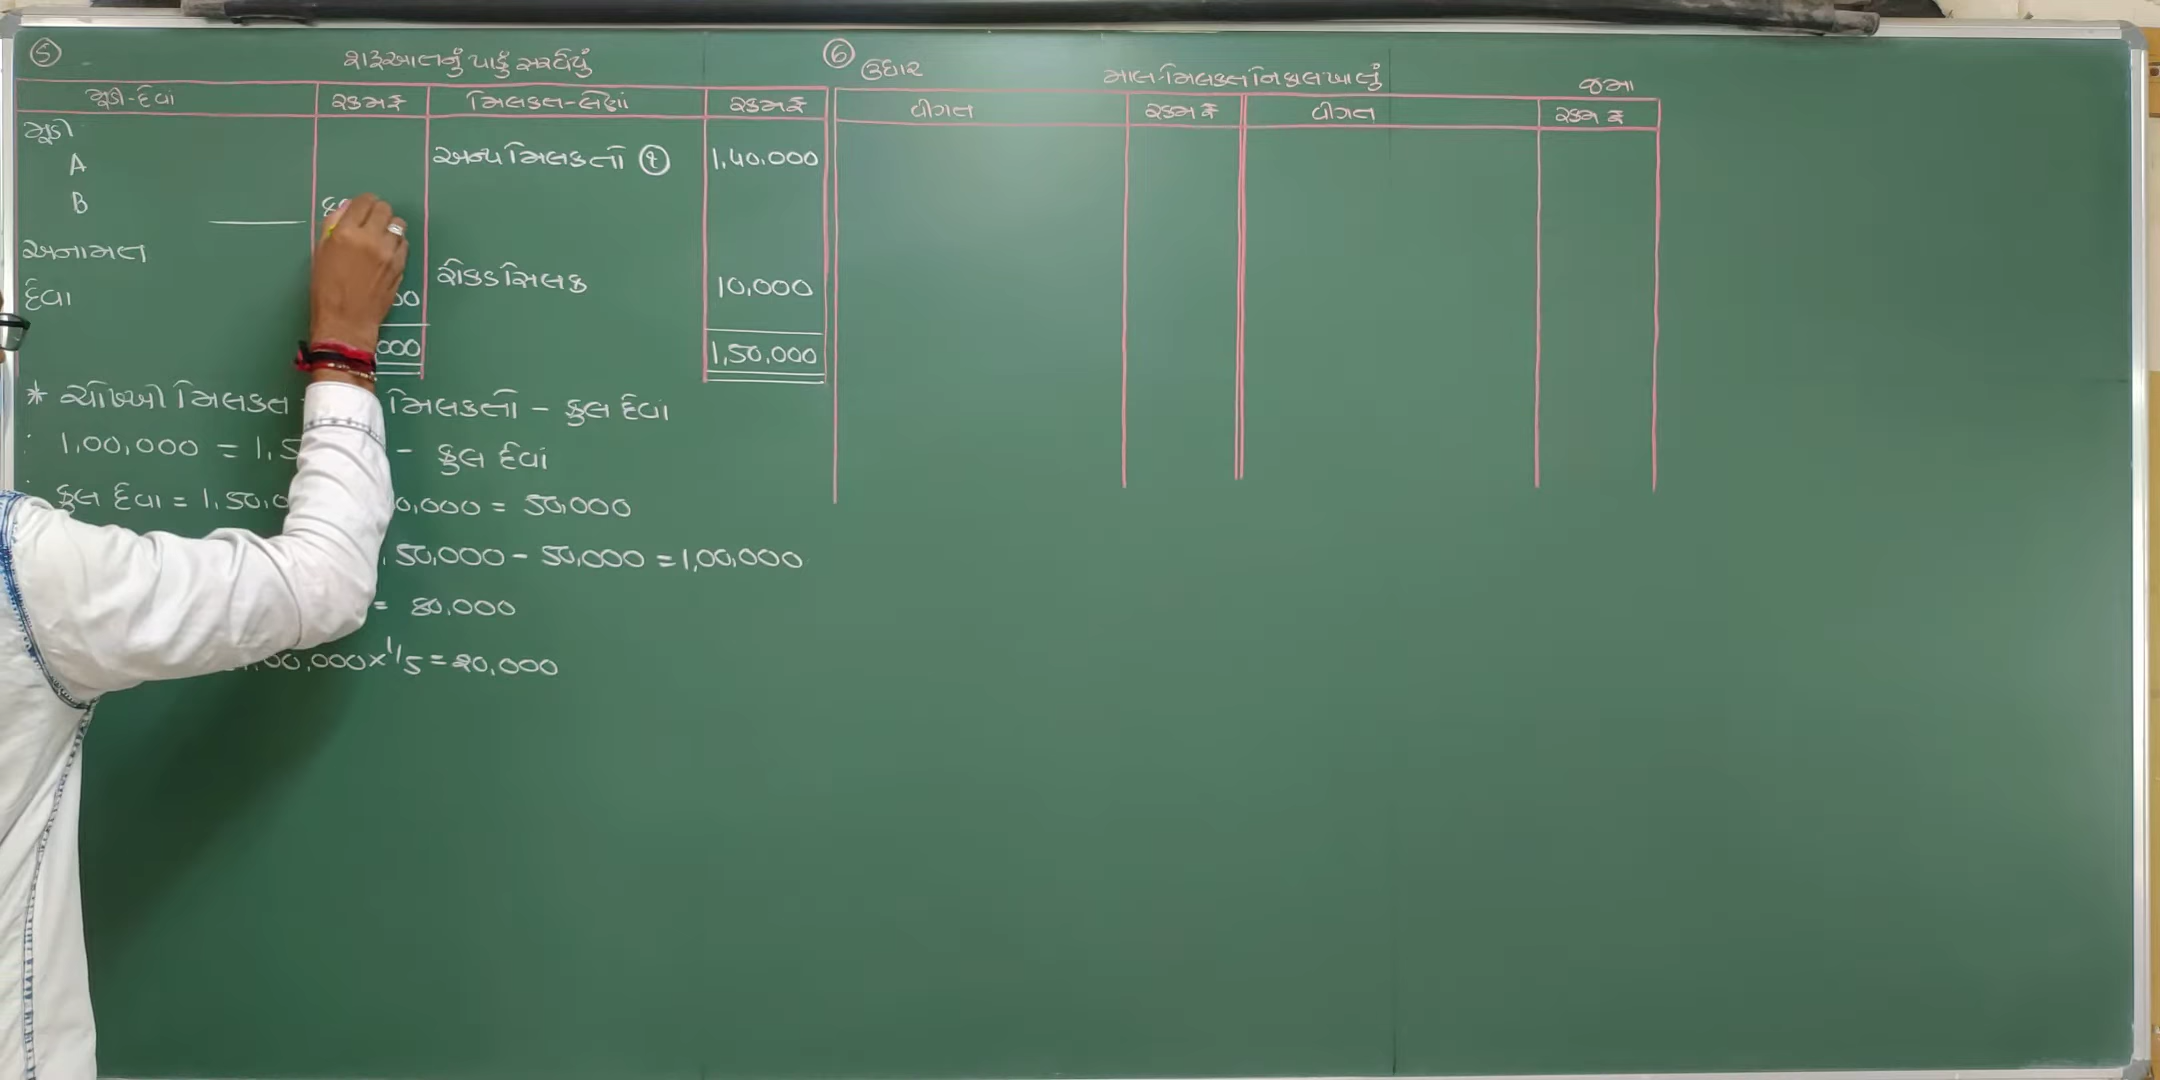 5 શરૂઆતનું પાકું સરવૈયું
મૂડી-દેવાં રકમ ₹ મિલકત-લેણાં રકમ ₹
મૂડી
A
B
અનામત
દેવાં
00
000
અન્ય મિલકતો ૧ 1,40,000
રોકડ સિલક 10,000
1,50,000
* ચોખ્ખી મિલકત મિલકતો - કુલ દેવાં
1,00,000 = 1,5 - કુલ દેવાં
કુલ દેવાં = 1,50,0 0,000 = 50,000
50,000 - 50,000 = 1,00,000
= 80,000
00,000 x 1/5 = 20,000
6 ઉધાર માલ-મિલકત નિકાલ ખાતું જમા
વીગત રકમ ₹ વીગત રકમ ₹